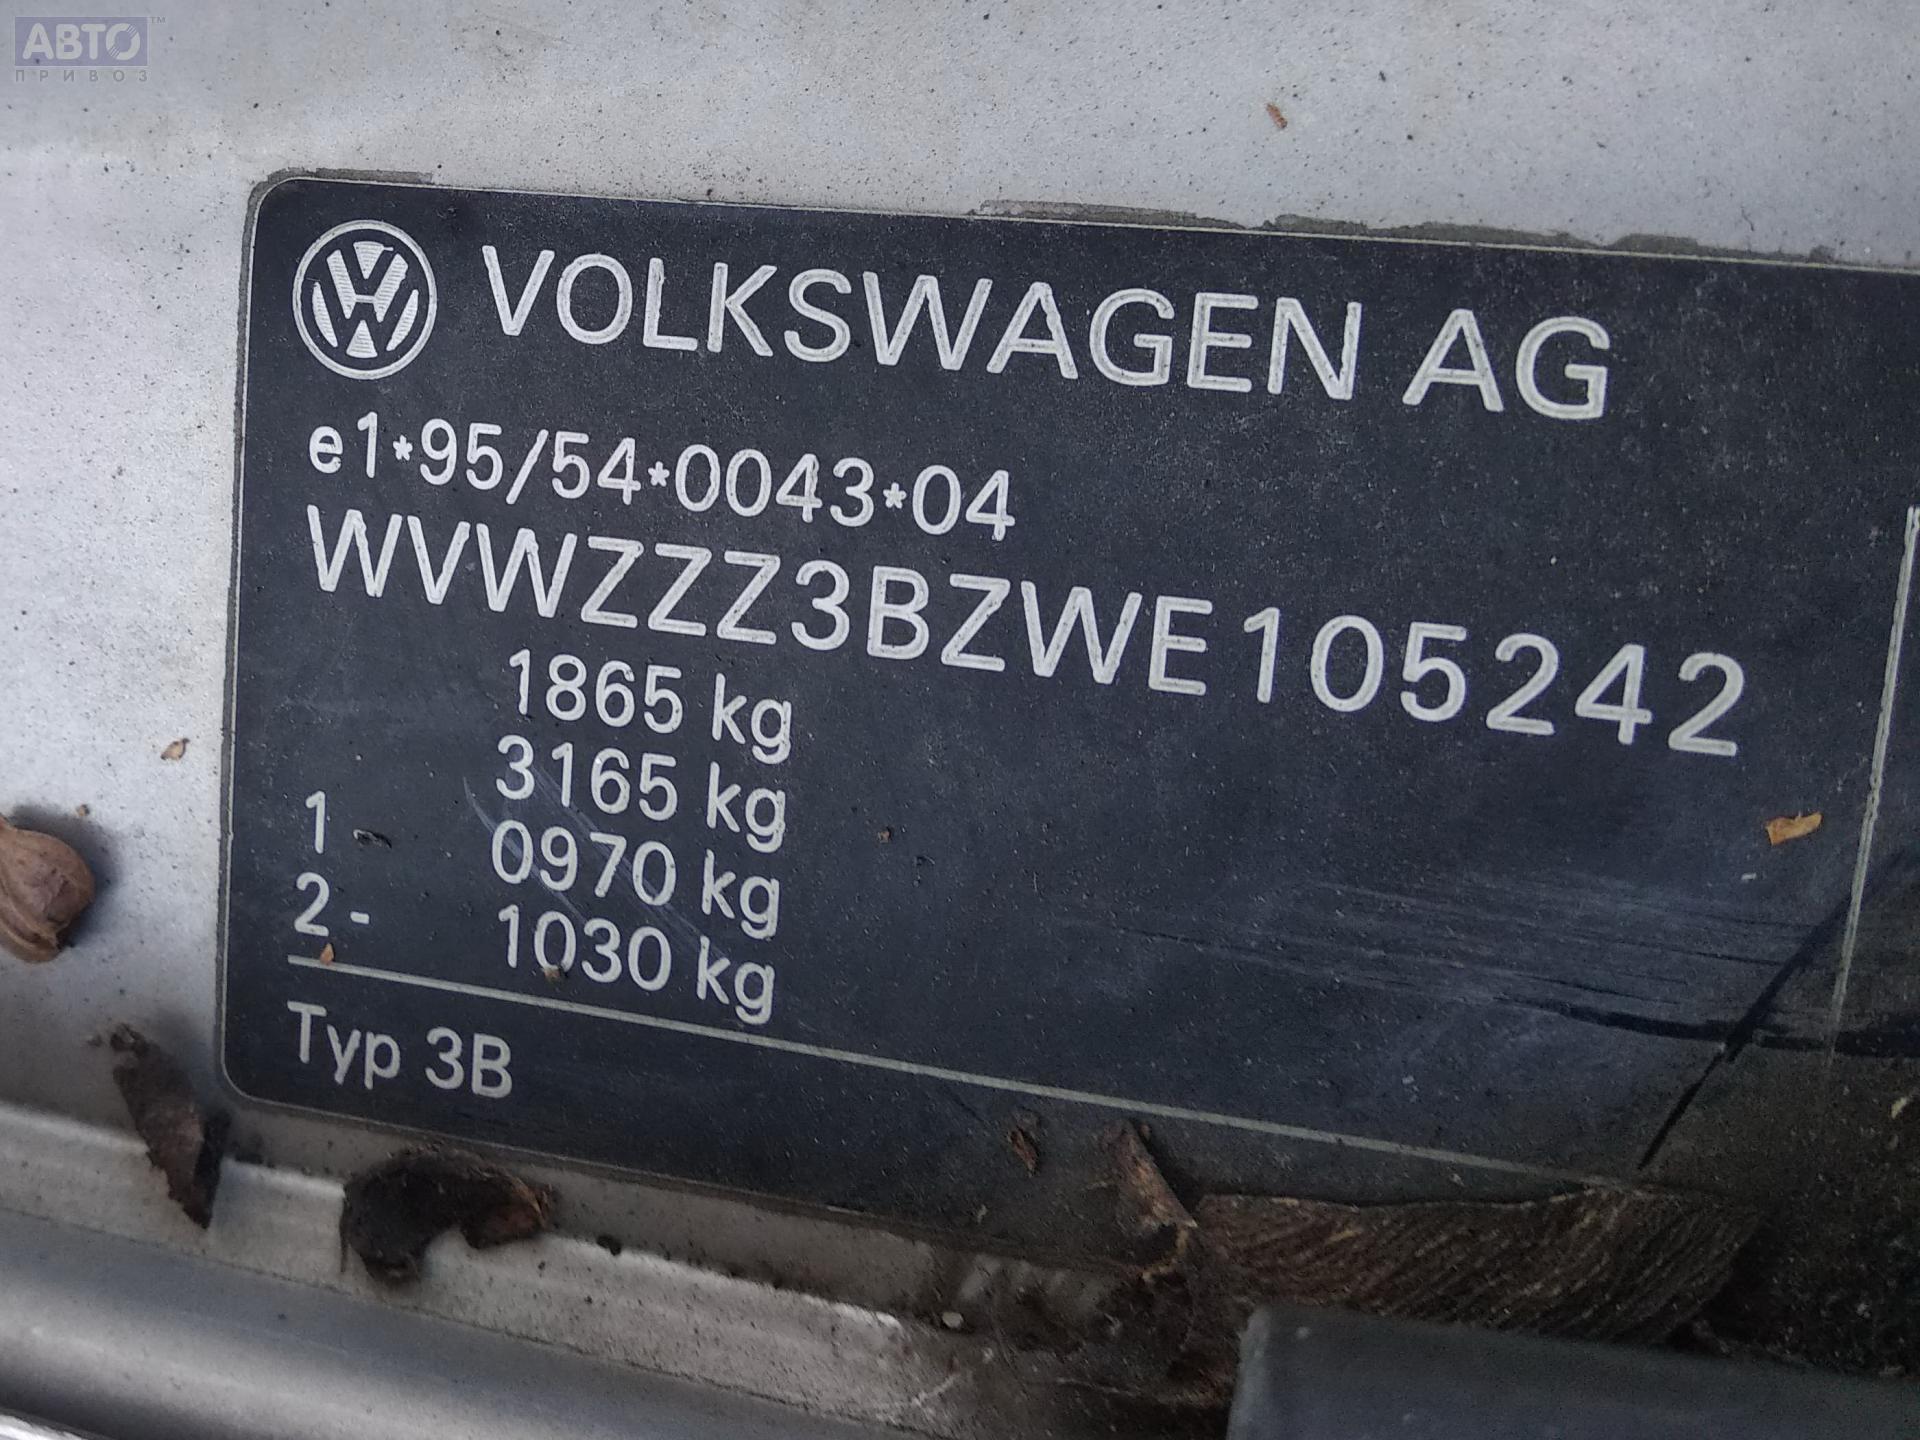 АВТО™
ПРИВОЗ
VOLKSWAGEN AG
e1*95/54*0043*04
WVWZZZ3BZWE105242
1865 kg
3165 kg
1 - 0970 kg
2 - 1030 kg
Typ 3B